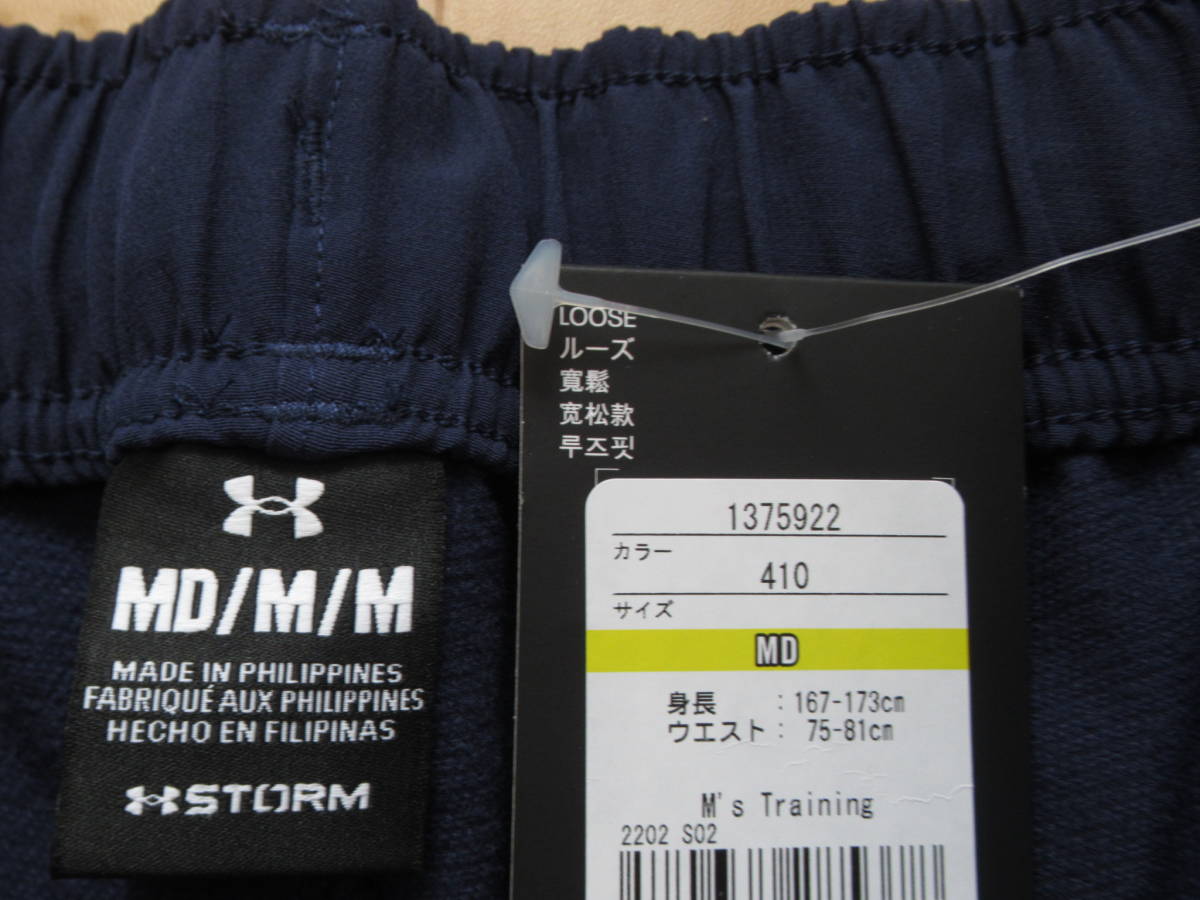 MD/M/M
MADE IN PHILIPPINES
FABRIQUÉ AUX PHILIPPINES
HECHO EN FILIPINAS
STORM
LOOSE
ルーズ
寬鬆
宽松款
루즈핏
1375922
カラー
410
サイズ
MD
身長 : 167-173cm
ウエスト : 75-81cm
M's Training
2202 S02